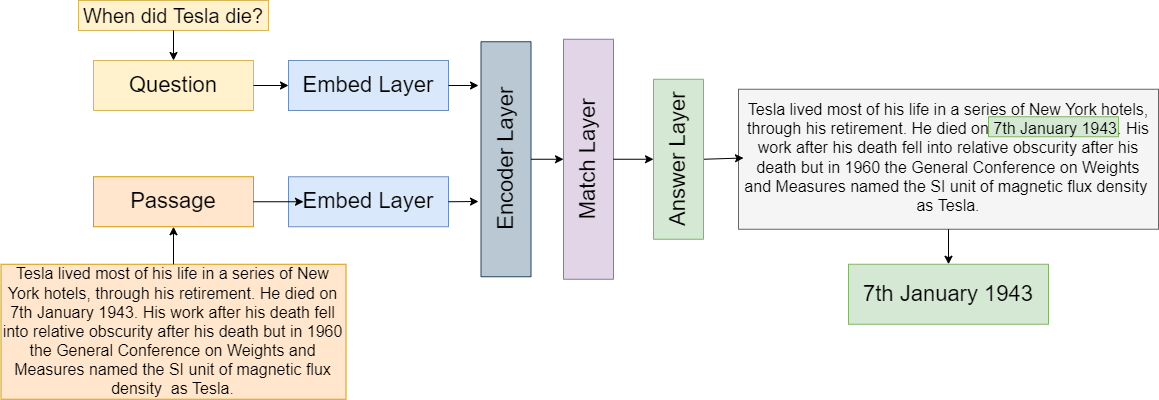 When did Tesla die?
Question
Embed Layer
Passage
Embed Layer
Tesla lived most of his life in a series of New
York hotels, through his retirement. He died on
7th January 1943. His work after his death fell
into relative obscurity after his death but in 1960
the General Conference on Weights and
Measures named the SI unit of magnetic flux
density as Tesla.
Encoder Layer
Match Layer
Answer Layer
Tesla lived most of his life in a series of New York hotels,
through his retirement. He died on 7th January 1943. His
work after his death fell into relative obscurity after his
death but in 1960 the General Conference on Weights
and Measures named the SI unit of magnetic flux density
as Tesla.
7th January 1943